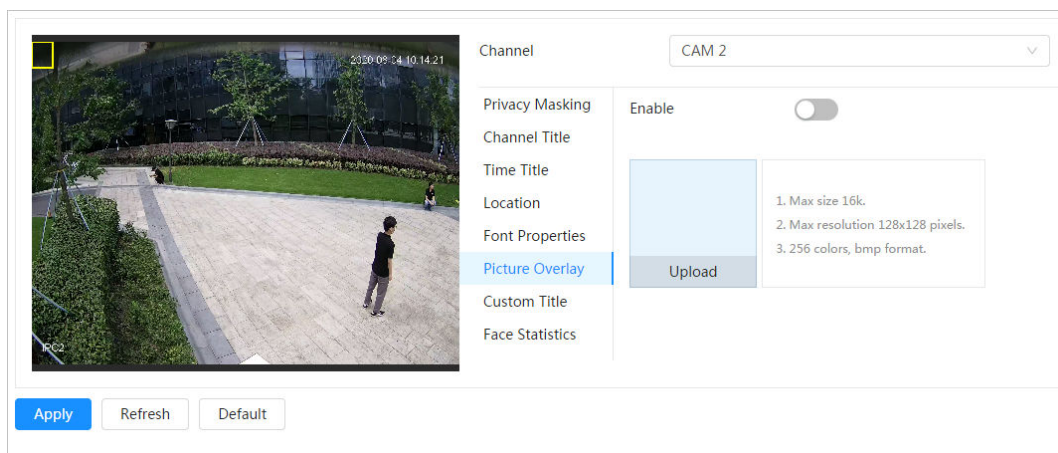 2020-09-04 10:14:21
IPC2
Channel
CAM 2
Privacy Masking
Channel Title
Time Title
Location
Font Properties
Picture Overlay
Custom Title
Face Statistics
Enable
Upload
1. Max size 16k.
2. Max resolution 128x128 pixels.
3. 256 colors, bmp format.
Apply
Refresh
Default